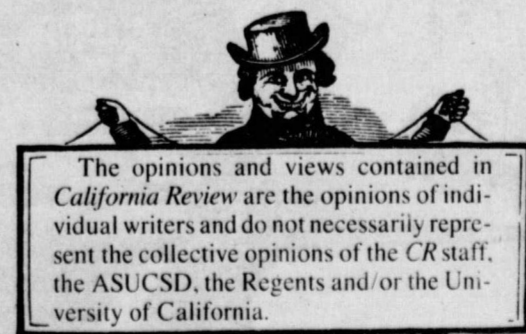 The opinions and views contained in
California Review are the opinions of indi-
vidual writers and do not necessarily repre-
sent the collective opinions of the CR staff,
the ASUCSD, the Regents and/or the Uni-
versity of California.